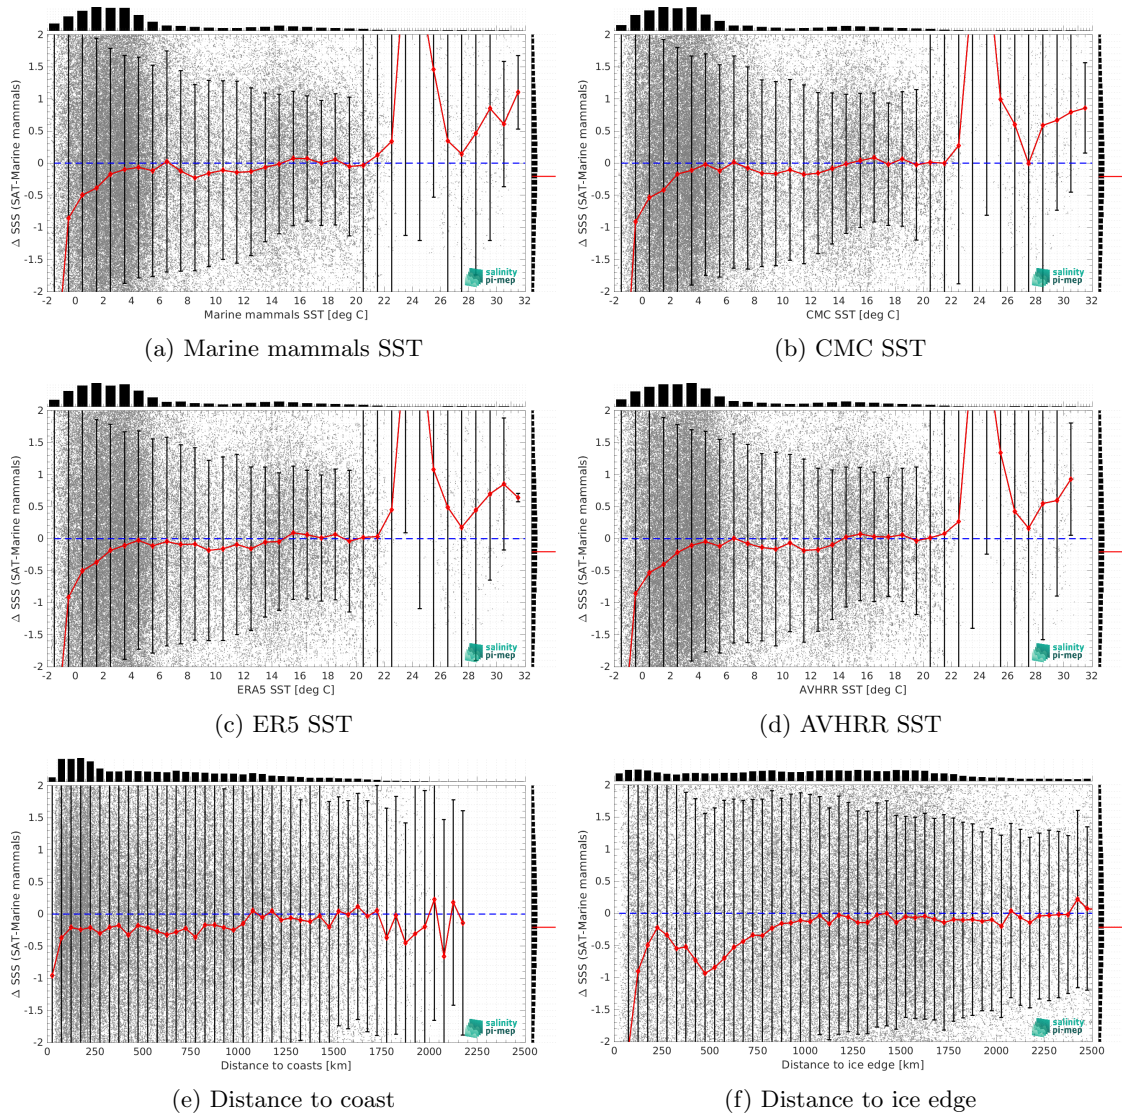 2
1.5
1
0.5
0
-0.5
-1
-1.5
-2
Δ SSS (SAT-Marine mammals)
-2 0 2 4 6 8 10 12 14 16 18 20 22 24 26 28 30 32
Marine mammals SST [deg C]
salinity
pi-mep
(a) Marine mammals SST
2
1.5
1
0.5
0
-0.5
-1
-1.5
-2
Δ SSS (SAT-Marine mammals)
-2 0 2 4 6 8 10 12 14 16 18 20 22 24 26 28 30 32
CMC SST [deg C]
salinity
pi-mep
(b) CMC SST
2
1.5
1
0.5
0
-0.5
-1
-1.5
-2
Δ SSS (SAT-Marine mammals)
-2 0 2 4 6 8 10 12 14 16 18 20 22 24 26 28 30 32
ERA5 SST [deg C]
salinity
pi-mep
(c) ER5 SST
2
1.5
1
0.5
0
-0.5
-1
-1.5
-2
Δ SSS (SAT-Marine mammals)
-2 0 2 4 6 8 10 12 14 16 18 20 22 24 26 28 30 32
AVHRR SST [deg C]
salinity
pi-mep
(d) AVHRR SST
2
1.5
1
0.5
0
-0.5
-1
-1.5
-2
Δ SSS (SAT-Marine mammals)
0 250 500 750 1000 1250 1500 1750 2000 2250 2500
Distance to coasts [km]
salinity
pi-mep
(e) Distance to coast
2
1.5
1
0.5
0
-0.5
-1
-1.5
-2
Δ SSS (SAT-Marine mammals)
0 250 500 750 1000 1250 1500 1750 2000 2250 2500
Distance to ice edge [km]
salinity
pi-mep
(f) Distance to ice edge